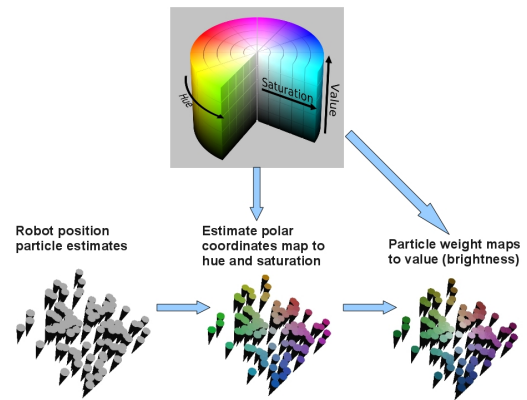 Hue
Saturation
Value
Robot position
particle estimates
Estimate polar
coordinates map to
hue and saturation
Particle weight maps
to value (brightness)